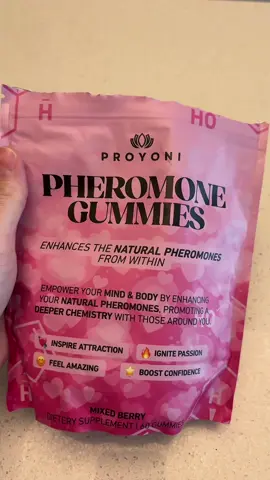 H
HO
PROYONI
PHEROMONE
GUMMIES
ENHANCES THE NATURAL PHEROMONES
FROM WITHIN
EMPOWER YOUR MIND & BODY BY ENHANCING
YOUR NATURAL PHEROMONES, PROMOTING A
DEEPER CHEMISTRY WITH THOSE AROUND YOU.
INSPIRE ATTRACTION
IGNITE PASSION
FEEL AMAZING
BOOST CONFIDENCE
MIXED BERRY
DIETARY SUPPLEMENT | 60 GUMMIES